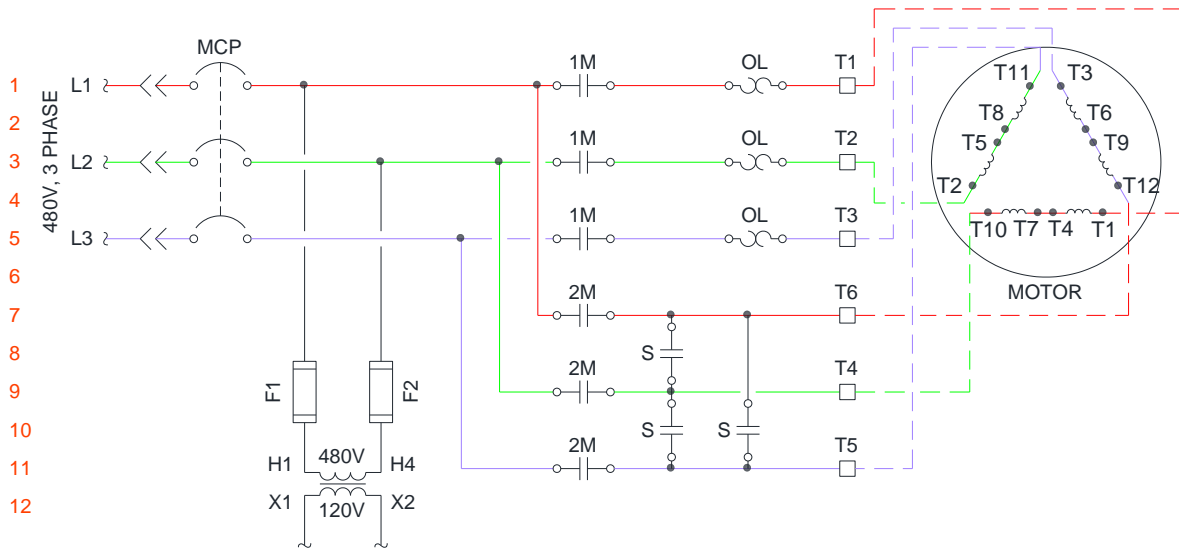 MCP 1M OL T1
1 L1 T11 T3
2 T8 T6
480V, 3 PHASE
1M OL T2
3 L2 T5 T9
4 T2 T12
1M OL T3
5 L3 T10 T7 T4 T1
6
2M T6 MOTOR
7
8 S
2M T4
9 F1 F2
10 S S
2M T5
11 H1 480V H4
12 X1 120V X2